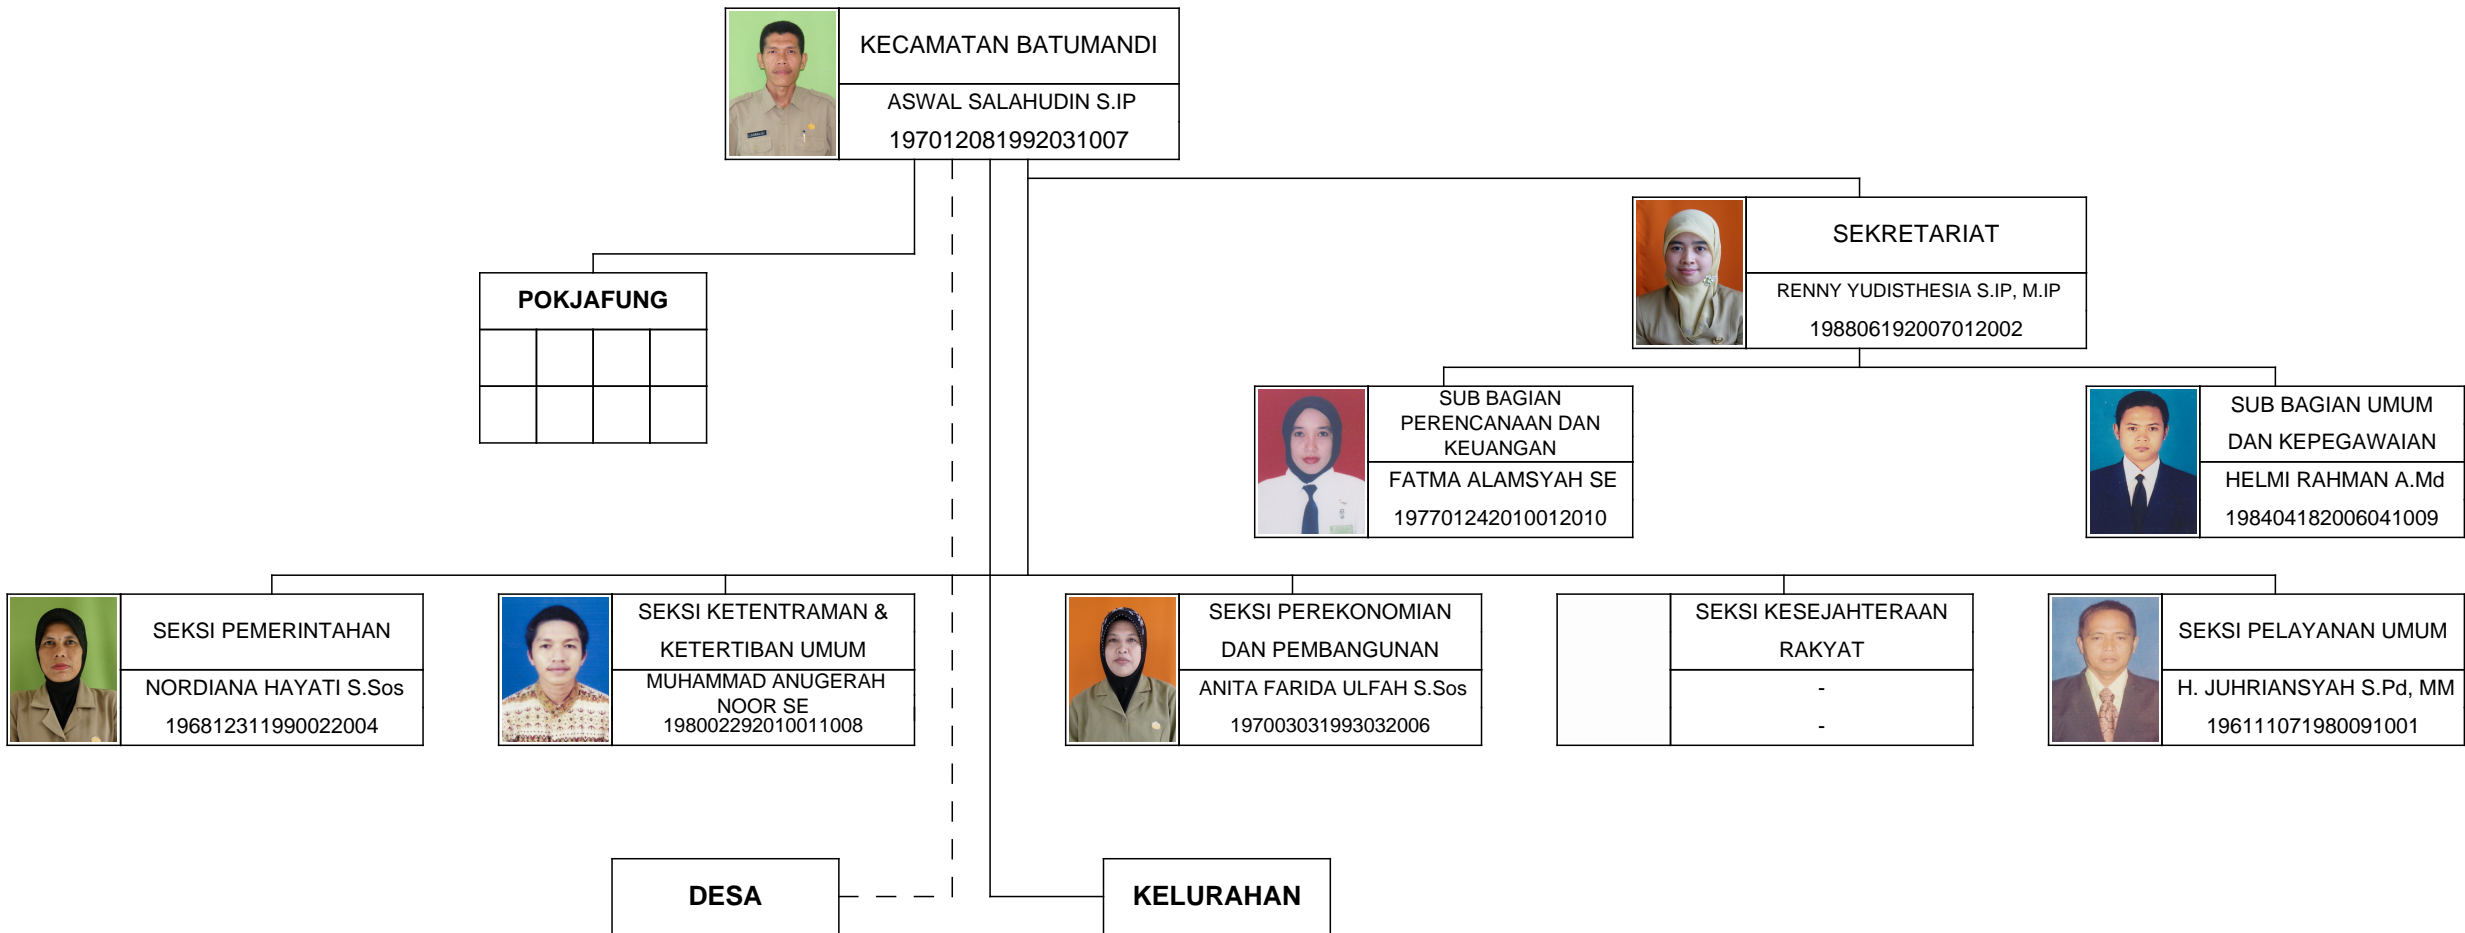 KECAMATAN BATUMANDI
ASWAL SALAHUDIN S.IP
197012081992031007
SEKRETARIAT
RENNY YUDISTHESIA S.IP, M.IP
198806192007012002
POKJAFUNG
SUB BAGIAN
PERENCANAAN DAN
KEUANGAN
FATMA ALAMSYAH SE
197701242010012010
SUB BAGIAN UMUM
DAN KEPEGAWAIAN
HELMI RAHMAN A.Md
198404182006041009
SEKSI PEMERINTAHAN
NORDIANA HAYATI S.Sos
196812311990022004
SEKSI KETENTRAMAN &
KETERTIBAN UMUM
MUHAMMAD ANUGERAH
NOOR SE
198002292010011008
SEKSI PEREKONOMIAN
DAN PEMBANGUNAN
ANITA FARIDA ULFAH S.Sos
197003031993032006
SEKSI KESEJAHTERAAN
RAKYAT
-
-
SEKSI PELAYANAN UMUM
H. JUHRIANSYAH S.Pd, MM
196111071980091001
DESA
KELURAHAN